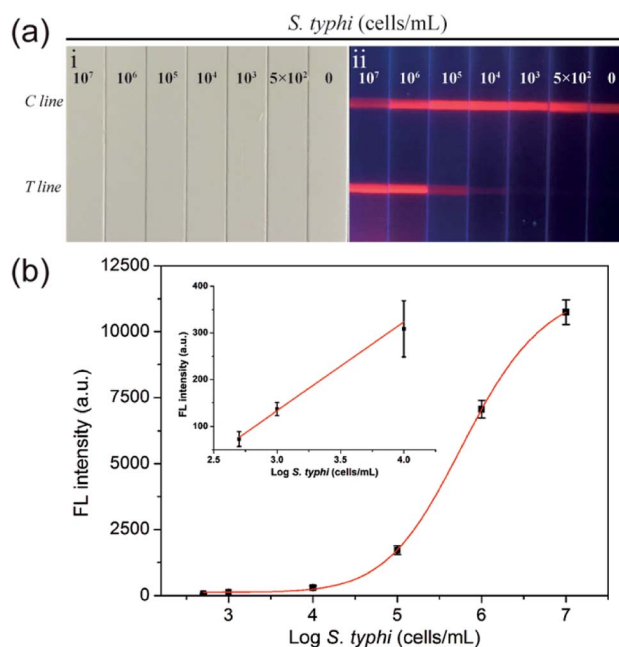 (a)
S. typhi (cells/mL)
i
10⁷ 10⁶ 10⁵ 10⁴ 10³ 5×10² 0
ii
10⁷ 10⁶ 10⁵ 10⁴ 10³ 5×10² 0
C line
T line
(b)
12500
10000
7500
5000
2500
0
FL intensity (a.u.)
3 4 5 6 7
Log S. typhi (cells/mL)
400
300
200
100
FL intensity (a.u.)
2.5 3.0 3.5 4.0
Log S. typhi (cells/mL)